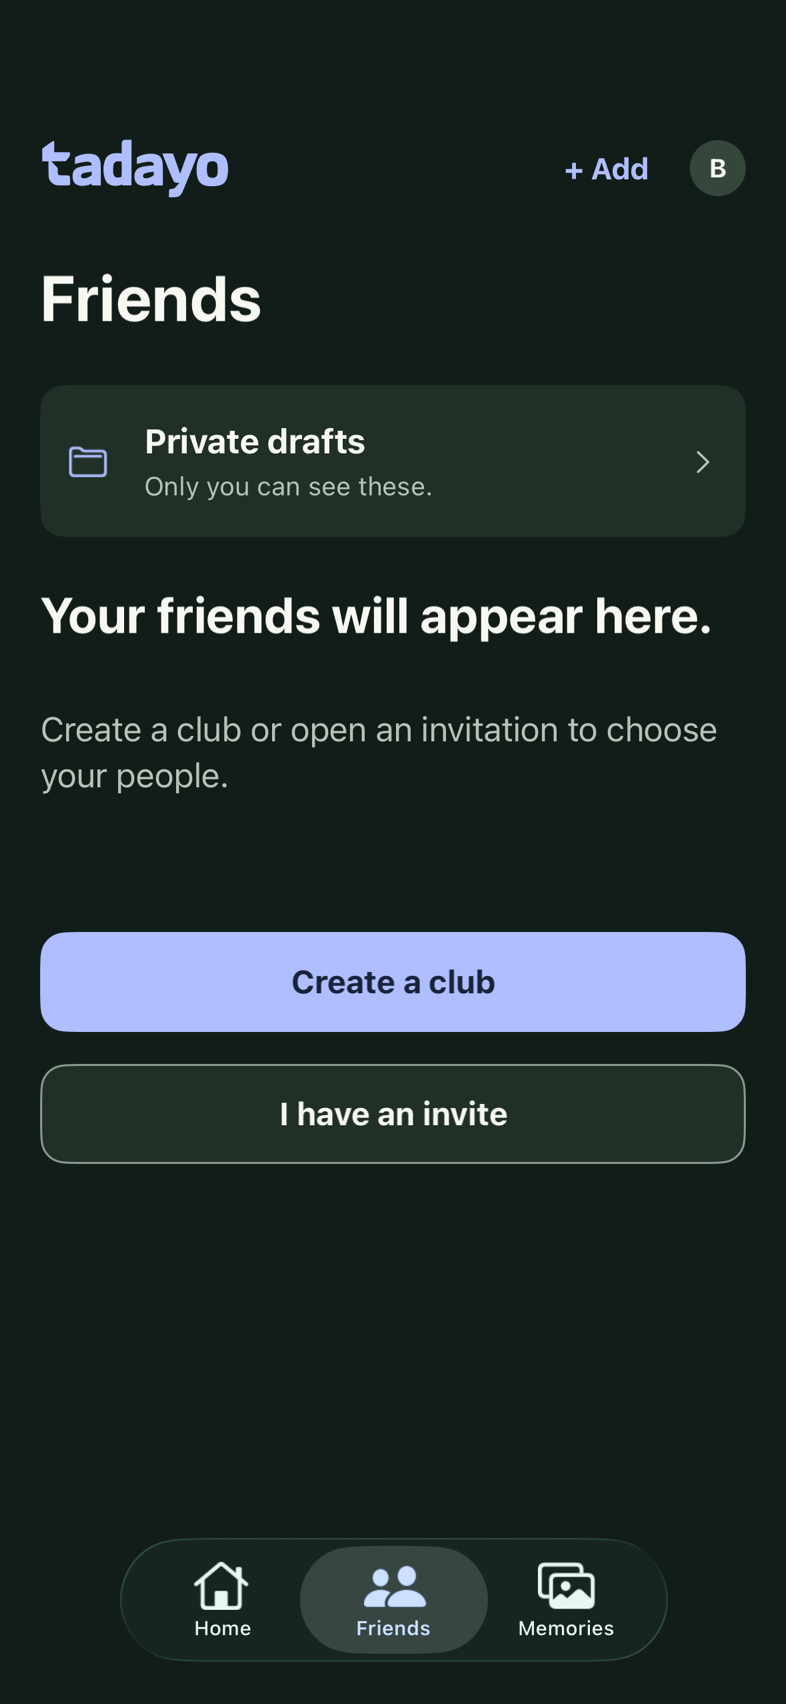 tadayo
+ Add
B
Friends
Private drafts
Only you can see these.
Your friends will appear here.
Create a club or open an invitation to choose
your people.
Create a club
I have an invite
Home
Friends
Memories